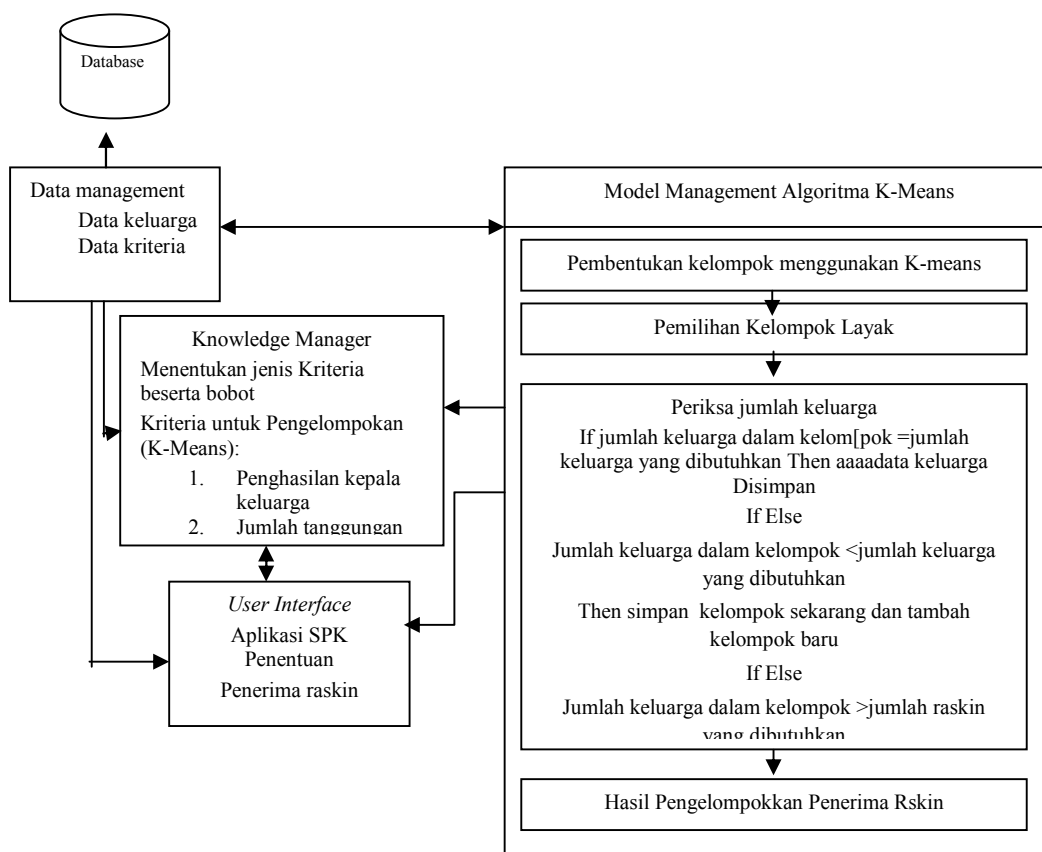 Database
Data management
Data keluarga
Data kriteria
Model Management Algoritma K-Means
Pembentukan kelompok menggunakan K-means
Pemilihan Kelompok Layak
Knowledge Manager
Menentukan jenis Kriteria
beserta bobot
Kriteria untuk Pengelompokan
(K-Means):
1. Penghasilan kepala
keluarga
2. Jumlah tanggungan
Periksa jumlah keluarga
If jumlah keluarga dalam kelom[pok =jumlah
keluarga yang dibutuhkan Then aaaadata keluarga
Disimpan
If Else
Jumlah keluarga dalam kelompok <jumlah keluarga
yang dibutuhkan
Then simpan  kelompok sekarang dan tambah
kelompok baru
If Else
Jumlah keluarga dalam kelompok >jumlah raskin
yang dibutuhkan
User Interface
Aplikasi SPK
Penentuan
Penerima raskin
Hasil Pengelompokkan Penerima Rskin